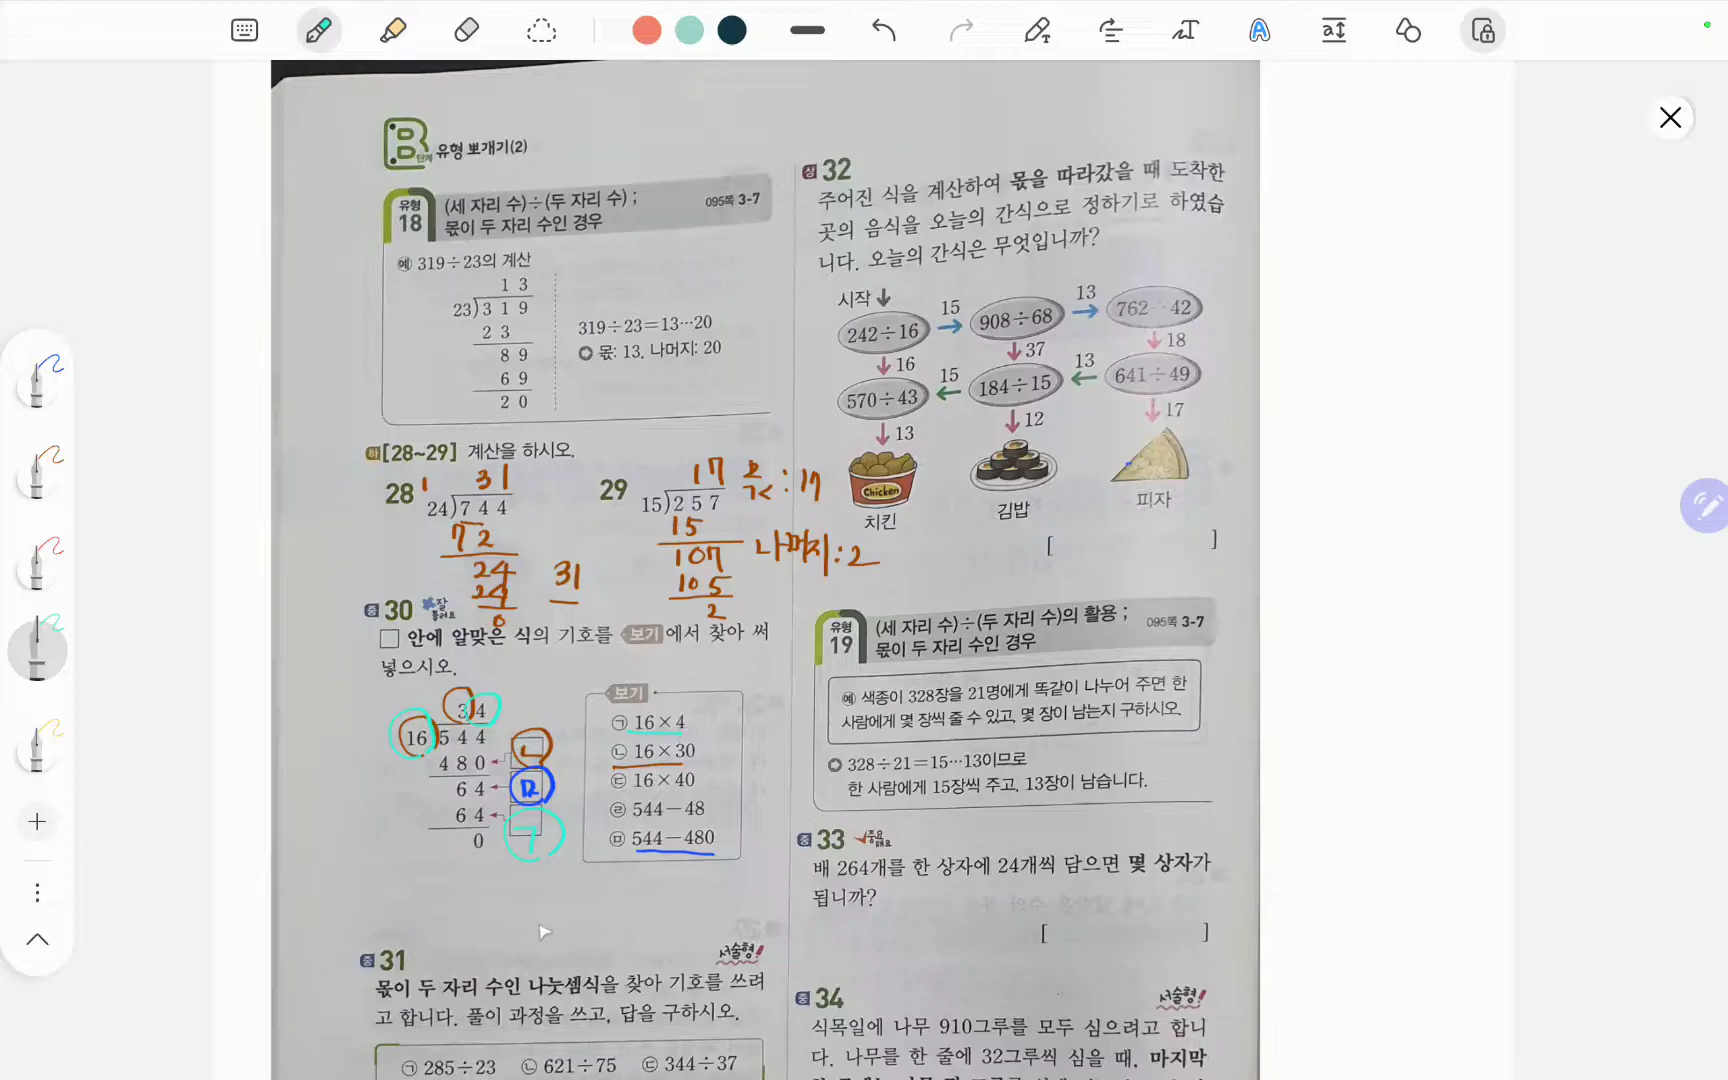 B단계 유형 뽀개기(2)
유형 18
(세 자리 수)÷(두 자리 수) ;
몫이 두 자리 수인 경우
095쪽 3-7
예 319÷23의 계산
1 3
23)3 1 9
2 3
8 9
6 9
2 0
319÷23=13…20
몫: 13, 나머지: 20
하 [28~29] 계산을 하시오.
28
1 31
24)7 4 4
72
24
24
0
31
29
17
15)2 5 7
15
107
105
2
몫:17
나머지:2
중 30 잘 틀려요
□ 안에 알맞은 식의 기호를 보기 에서 찾아 써
넣으시오.
3 4
16)5 4 4
4 8 0 ㄴ
6 4 ㅁ
6 4 ㄱ
0
보기
㉠ 16×4
㉡ 16×30
㉢ 16×40
㉣ 544-48
㉤ 544-480
중 31 서술형!
몫이 두 자리 수인 나눗셈식을 찾아 기호를 쓰려
고 합니다. 풀이 과정을 쓰고, 답을 구하시오.
㉠ 285÷23 ㉡ 621÷75 ㉢ 344÷37
상 32
주어진 식을 계산하여 몫을 따라갔을 때 도착한
곳의 음식을 오늘의 간식으로 정하기로 하였습
니다. 오늘의 간식은 무엇입니까?
시작
242÷16 15 908÷68 13 762÷42
16 37 18
570÷43 15 184÷15 13 641÷49
13 12 17
Chicken
치킨 김밥 피자
[ ]
유형 19
(세 자리 수)÷(두 자리 수)의 활용 ;
몫이 두 자리 수인 경우
095쪽 3-7
예 색종이 328장을 21명에게 똑같이 나누어 주면 한
사람에게 몇 장씩 줄 수 있고, 몇 장이 남는지 구하시오.
328÷21=15…13이므로
한 사람에게 15장씩 주고, 13장이 남습니다.
중 33 중요해요
배 264개를 한 상자에 24개씩 담으면 몇 상자가
됩니까?
[ ]
중 34 서술형!
식목일에 나무 910그루를 모두 심으려고 합니
다. 나무를 한 줄에 32그루씩 심을 때, 마지막